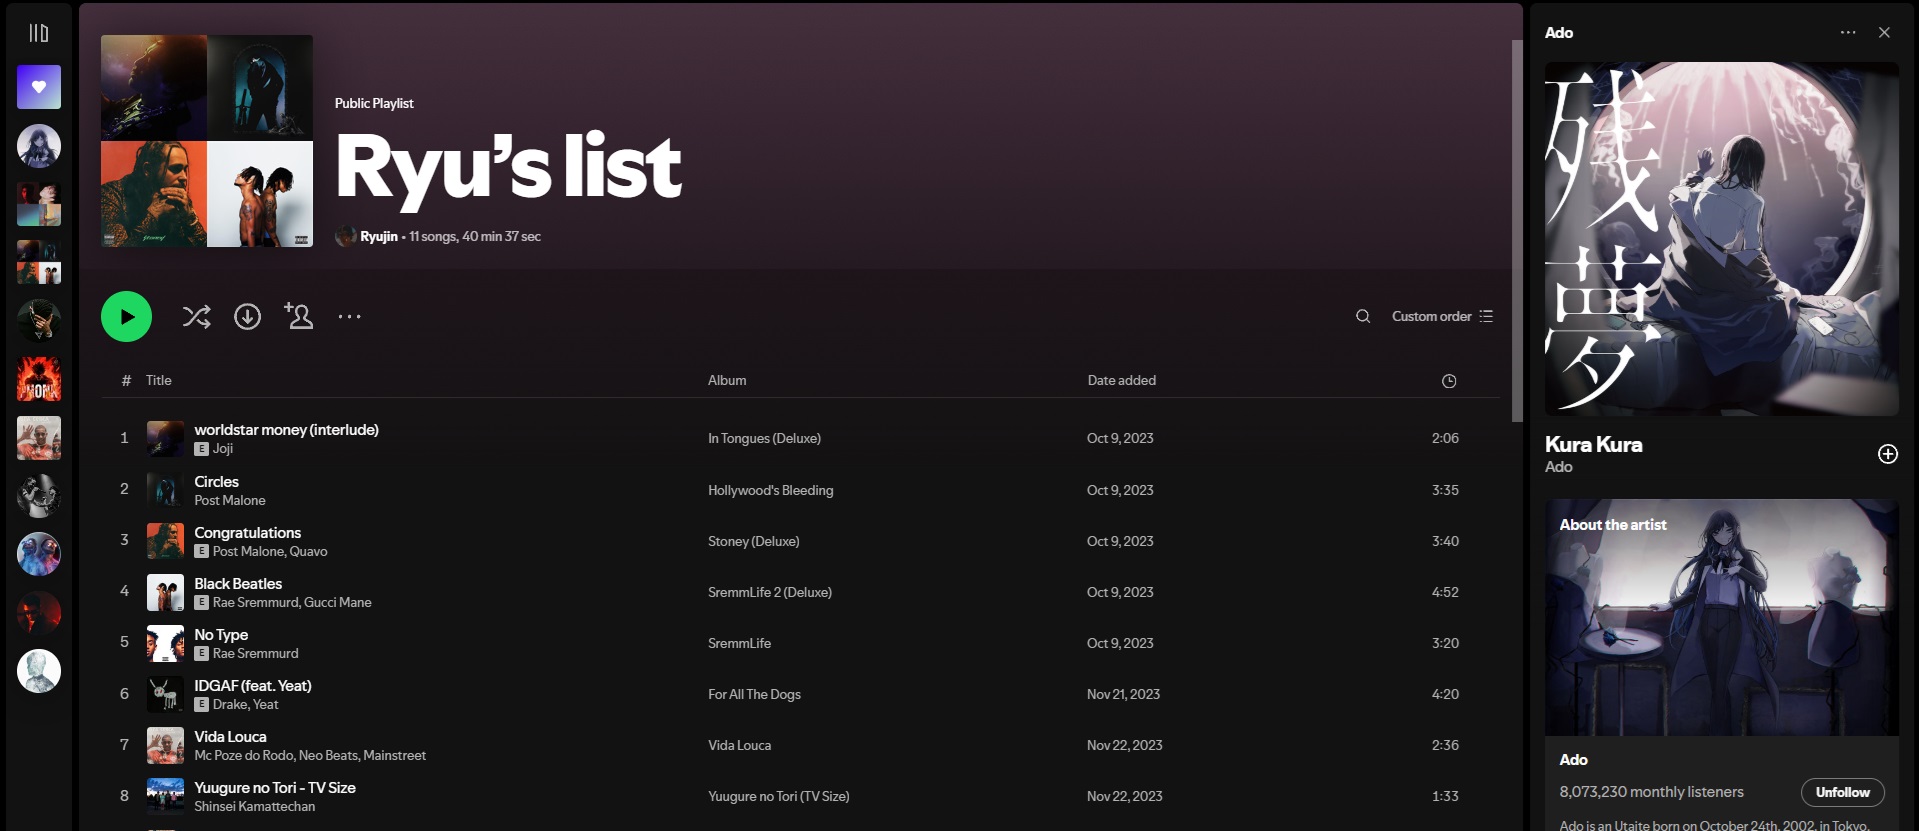 Public Playlist
Ryu's list
Ryujin • 11 songs, 40 min 37 sec
Custom order
# Title Album Date added
1 worldstar money (interlude) In Tongues (Deluxe) Oct 9, 2023 2:06
E Joji
2 Circles Hollywood's Bleeding Oct 9, 2023 3:35
Post Malone
3 Congratulations Stoney (Deluxe) Oct 9, 2023 3:40
E Post Malone, Quavo
4 Black Beatles SremmLife 2 (Deluxe) Oct 9, 2023 4:52
E Rae Sremmurd, Gucci Mane
5 No Type SremmLife Oct 9, 2023 3:20
E Rae Sremmurd
6 IDGAF (feat. Yeat) For All The Dogs Nov 21, 2023 4:20
E Drake, Yeat
7 Vida Louca Vida Louca Nov 22, 2023 2:36
Mc Poze do Rodo, Neo Beats, Mainstreet
8 Yuugure no Tori - TV Size Yuugure no Tori (TV Size) Nov 22, 2023 1:33
Shinsei Kamattechan
Ado
残夢
Kura Kura
Ado
About the artist
Ado
8,073,230 monthly listeners
Unfollow
Ado is an Utaite born on October 24th, 2002, in Tokyo,